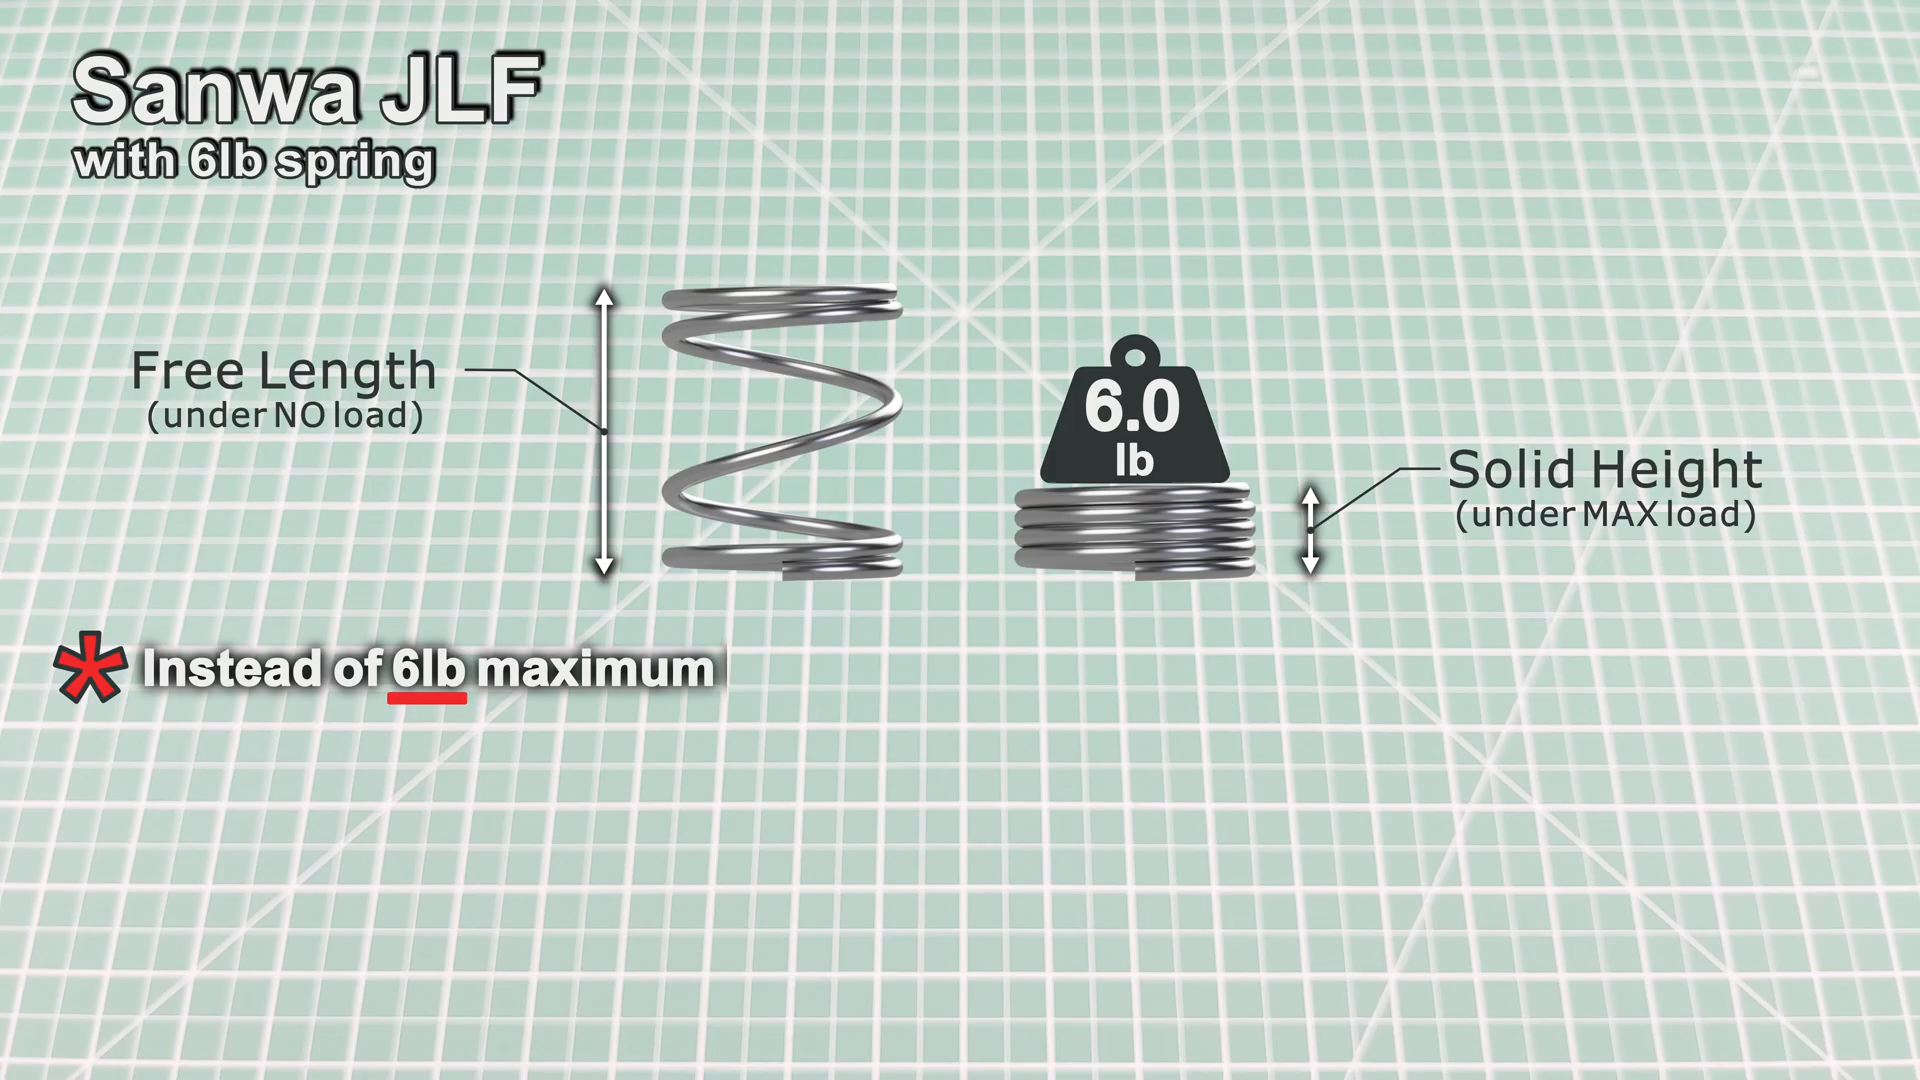 Sanwa JLF
with 6lb spring
Free Length
(under NO load)
6.0
lb
Solid Height
(under MAX load)
* Instead of 6lb maximum